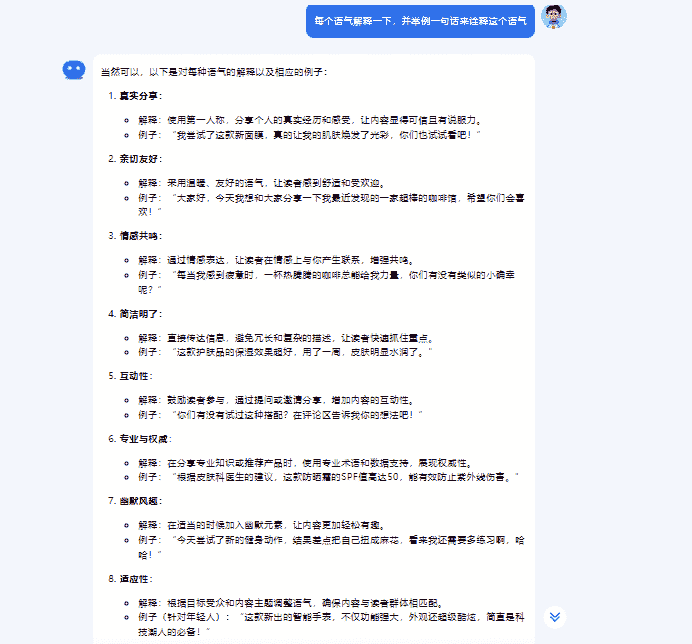 每个语气解释一下，并举例一句话来诠释这个语气
当然可以，以下是对每种语气的解释以及相应的例子：
1. 真实分享：
解释：使用第一人称，分享个人的真实经历和感受，让内容显得可信且有说服力。
例子：“我尝试了这款新面膜，真的让我的肌肤焕发了光彩，你们也试试看吧！”
2. 亲切友好：
解释：采用温暖、友好的语气，让读者感到舒适和受欢迎。
例子：“大家好，今天我想和大家分享一下我最近发现的一家超棒的咖啡馆，希望你们会喜
欢！”
3. 情感共鸣：
解释：通过情感表达，让读者在情感上与你产生联系，增强共鸣。
例子：“每当我感到疲惫时，一杯热腾腾的咖啡总能给我力量，你们有没有类似的小确幸
呢？”
4. 简洁明了：
解释：直接传达信息，避免冗长和复杂的描述，让读者快速抓住重点。
例子：“这款护肤品的保湿效果超好，用了一周，皮肤明显水润了。”
5. 互动性：
解释：鼓励读者参与，通过提问或邀请分享，增加内容的互动性。
例子：“你们有没有试过这种搭配？在评论区告诉我你的想法吧！”
6. 专业与权威：
解释：在分享专业知识或推荐产品时，使用专业术语和数据支持，展现权威性。
例子：“根据皮肤科医生的建议，这款防晒霜的SPF值高达50，能有效防止紫外线伤害。”
7. 幽默风趣：
解释：在适当的时候加入幽默元素，让内容更加轻松有趣。
例子：“今天尝试了新的健身动作，结果差点把自己扭成麻花，看来我还需要多练习啊，哈
哈！”
8. 适应性：
解释：根据目标受众和内容主题调整语气，确保内容与读者群体相匹配。
例子（针对年轻人）：“这款新出的智能手表，不仅功能强大，外观还超级酷炫，简直是科
技潮人的必备！”